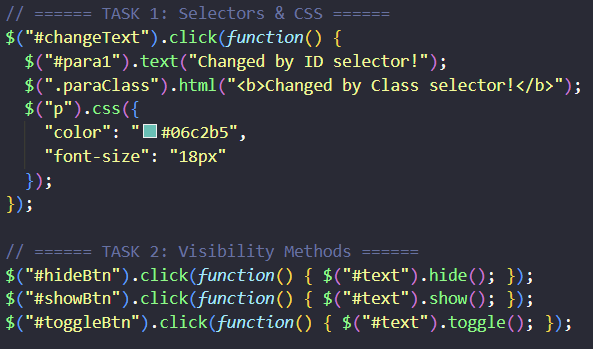 // ====== TASK 1: Selectors & CSS ======
$("#changeText").click(function() {
  $("#para1").text("Changed by ID selector!");
  $(".paraClass").html("<b>Changed by Class selector!</b>");
  $("p").css({
    "color": "#06c2b5",
    "font-size": "18px"
  });
});

// ====== TASK 2: Visibility Methods ======
$("#hideBtn").click(function() { $("#text").hide(); });
$("#showBtn").click(function() { $("#text").show(); });
$("#toggleBtn").click(function() { $("#text").toggle(); });